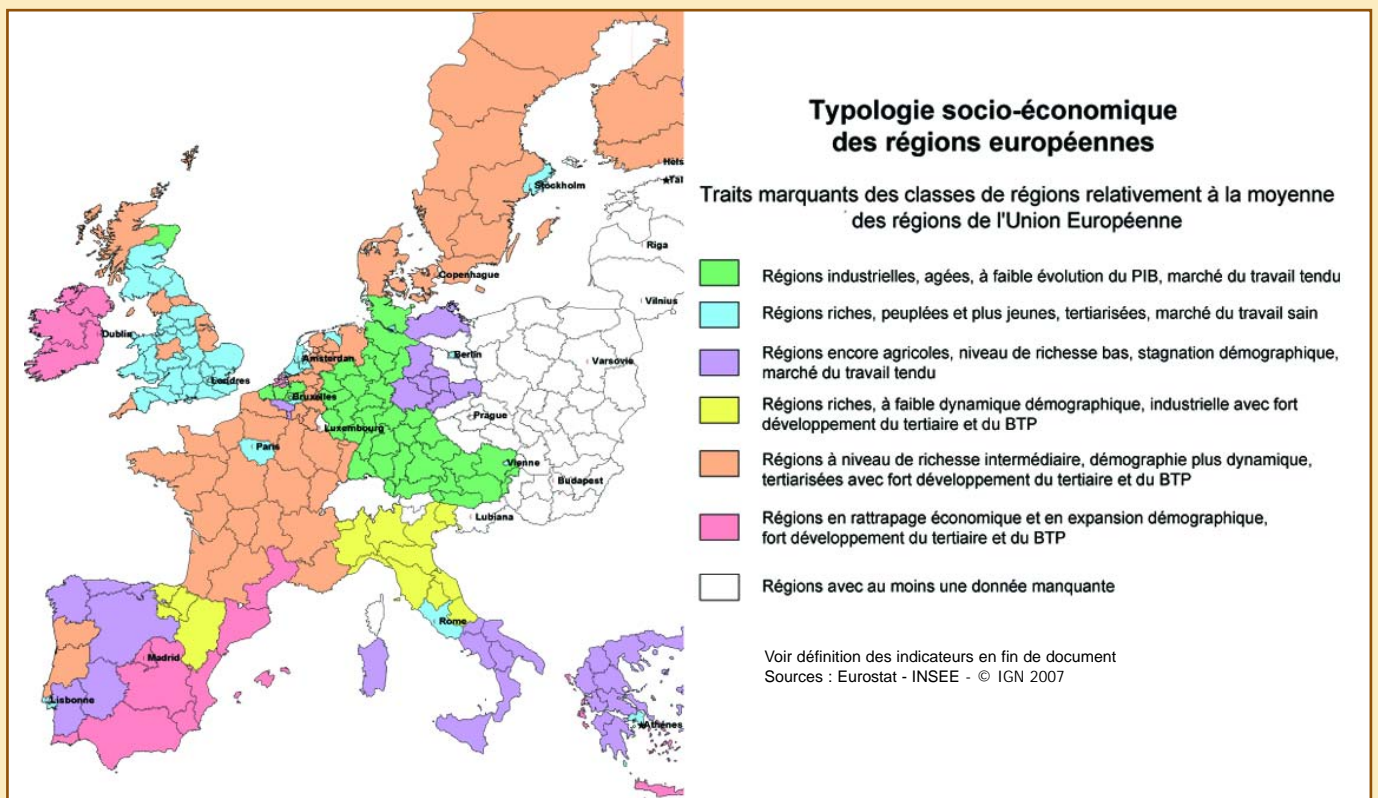 Typologie socio-économique
des régions européennes
Traits marquants des classes de régions relativement à la moyenne
des régions de l'Union Européenne
Régions industrielles, agées, à faible évolution du PIB, marché du travail tendu
Régions riches, peuplées et plus jeunes, tertiarisées, marché du travail sain
Régions encore agricoles, niveau de richesse bas, stagnation démographique,
marché du travail tendu
Régions riches, à faible dynamique démographique, industrielle avec fort
développement du tertiaire et du BTP
Régions à niveau de richesse intermédiaire, démographie plus dynamique,
tertiarisées avec fort développement du tertiaire et du BTP
Régions en rattrapage économique et en expansion démographique,
fort développement du tertiaire et du BTP
Régions avec au moins une donnée manquante
Voir définition des indicateurs en fin de document
Sources : Eurostat - INSEE - © IGN 2007
Hels
Tal
Stockholm
Riga
Copenhague
Vilnius
Dublin
Amsterdan
Berlin
Varsovie
Londres
Bruxelles
Prague
Luxembourg
Paris
Vienne
Budapest
Lubiana
Rome
Madrid
Lisbonne
Athénes